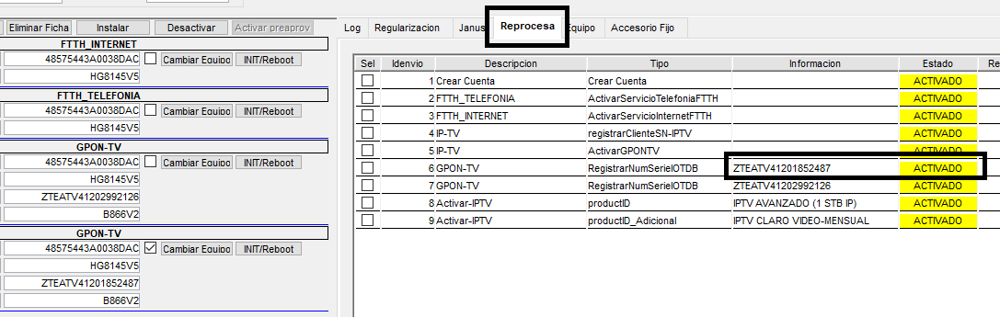 Eliminar Ficha Instalar Desactivar Activar preaprov
FTTH_INTERNET
48575443A0038DAC Cambiar Equipo INIT/Reboot
HG8145V5
FTTH_TELEFONIA
48575443A0038DAC Cambiar Equipo INIT/Reboot
HG8145V5
GPON-TV
48575443A0038DAC Cambiar Equipo INIT/Reboot
HG8145V5
ZTEATV41202992126
B866V2
GPON-TV
48575443A0038DAC Cambiar Equipo INIT/Reboot
HG8145V5
ZTEATV41201852487
B866V2
Log Regularizacion Janus Reprocesa Equipo Accesorio Fijo
Sel Idenvio Descripcion Tipo Informacion Estado Re
1 Crear Cuenta Crear Cuenta ACTIVADO
2 FTTH_TELEFONIA ActivarServicioTelefoniaFTTH ACTIVADO
3 FTTH_INTERNET ActivarServicioInternetFTTH ACTIVADO
4 IP-TV registrarClienteSN-IPTV ACTIVADO
5 IP-TV ActivarGPONTV ACTIVADO
6 GPON-TV RegistrarNumSerieIOTDB ZTEATV41201852487 ACTIVADO
7 GPON-TV RegistrarNumSerieIOTDB ZTEATV41202992126 ACTIVADO
8 Activar-IPTV productID IPTV AVANZADO (1 STB IP) ACTIVADO
9 Activar-IPTV productID_Adicional IPTV CLARO VIDEO-MENSUAL ACTIVADO